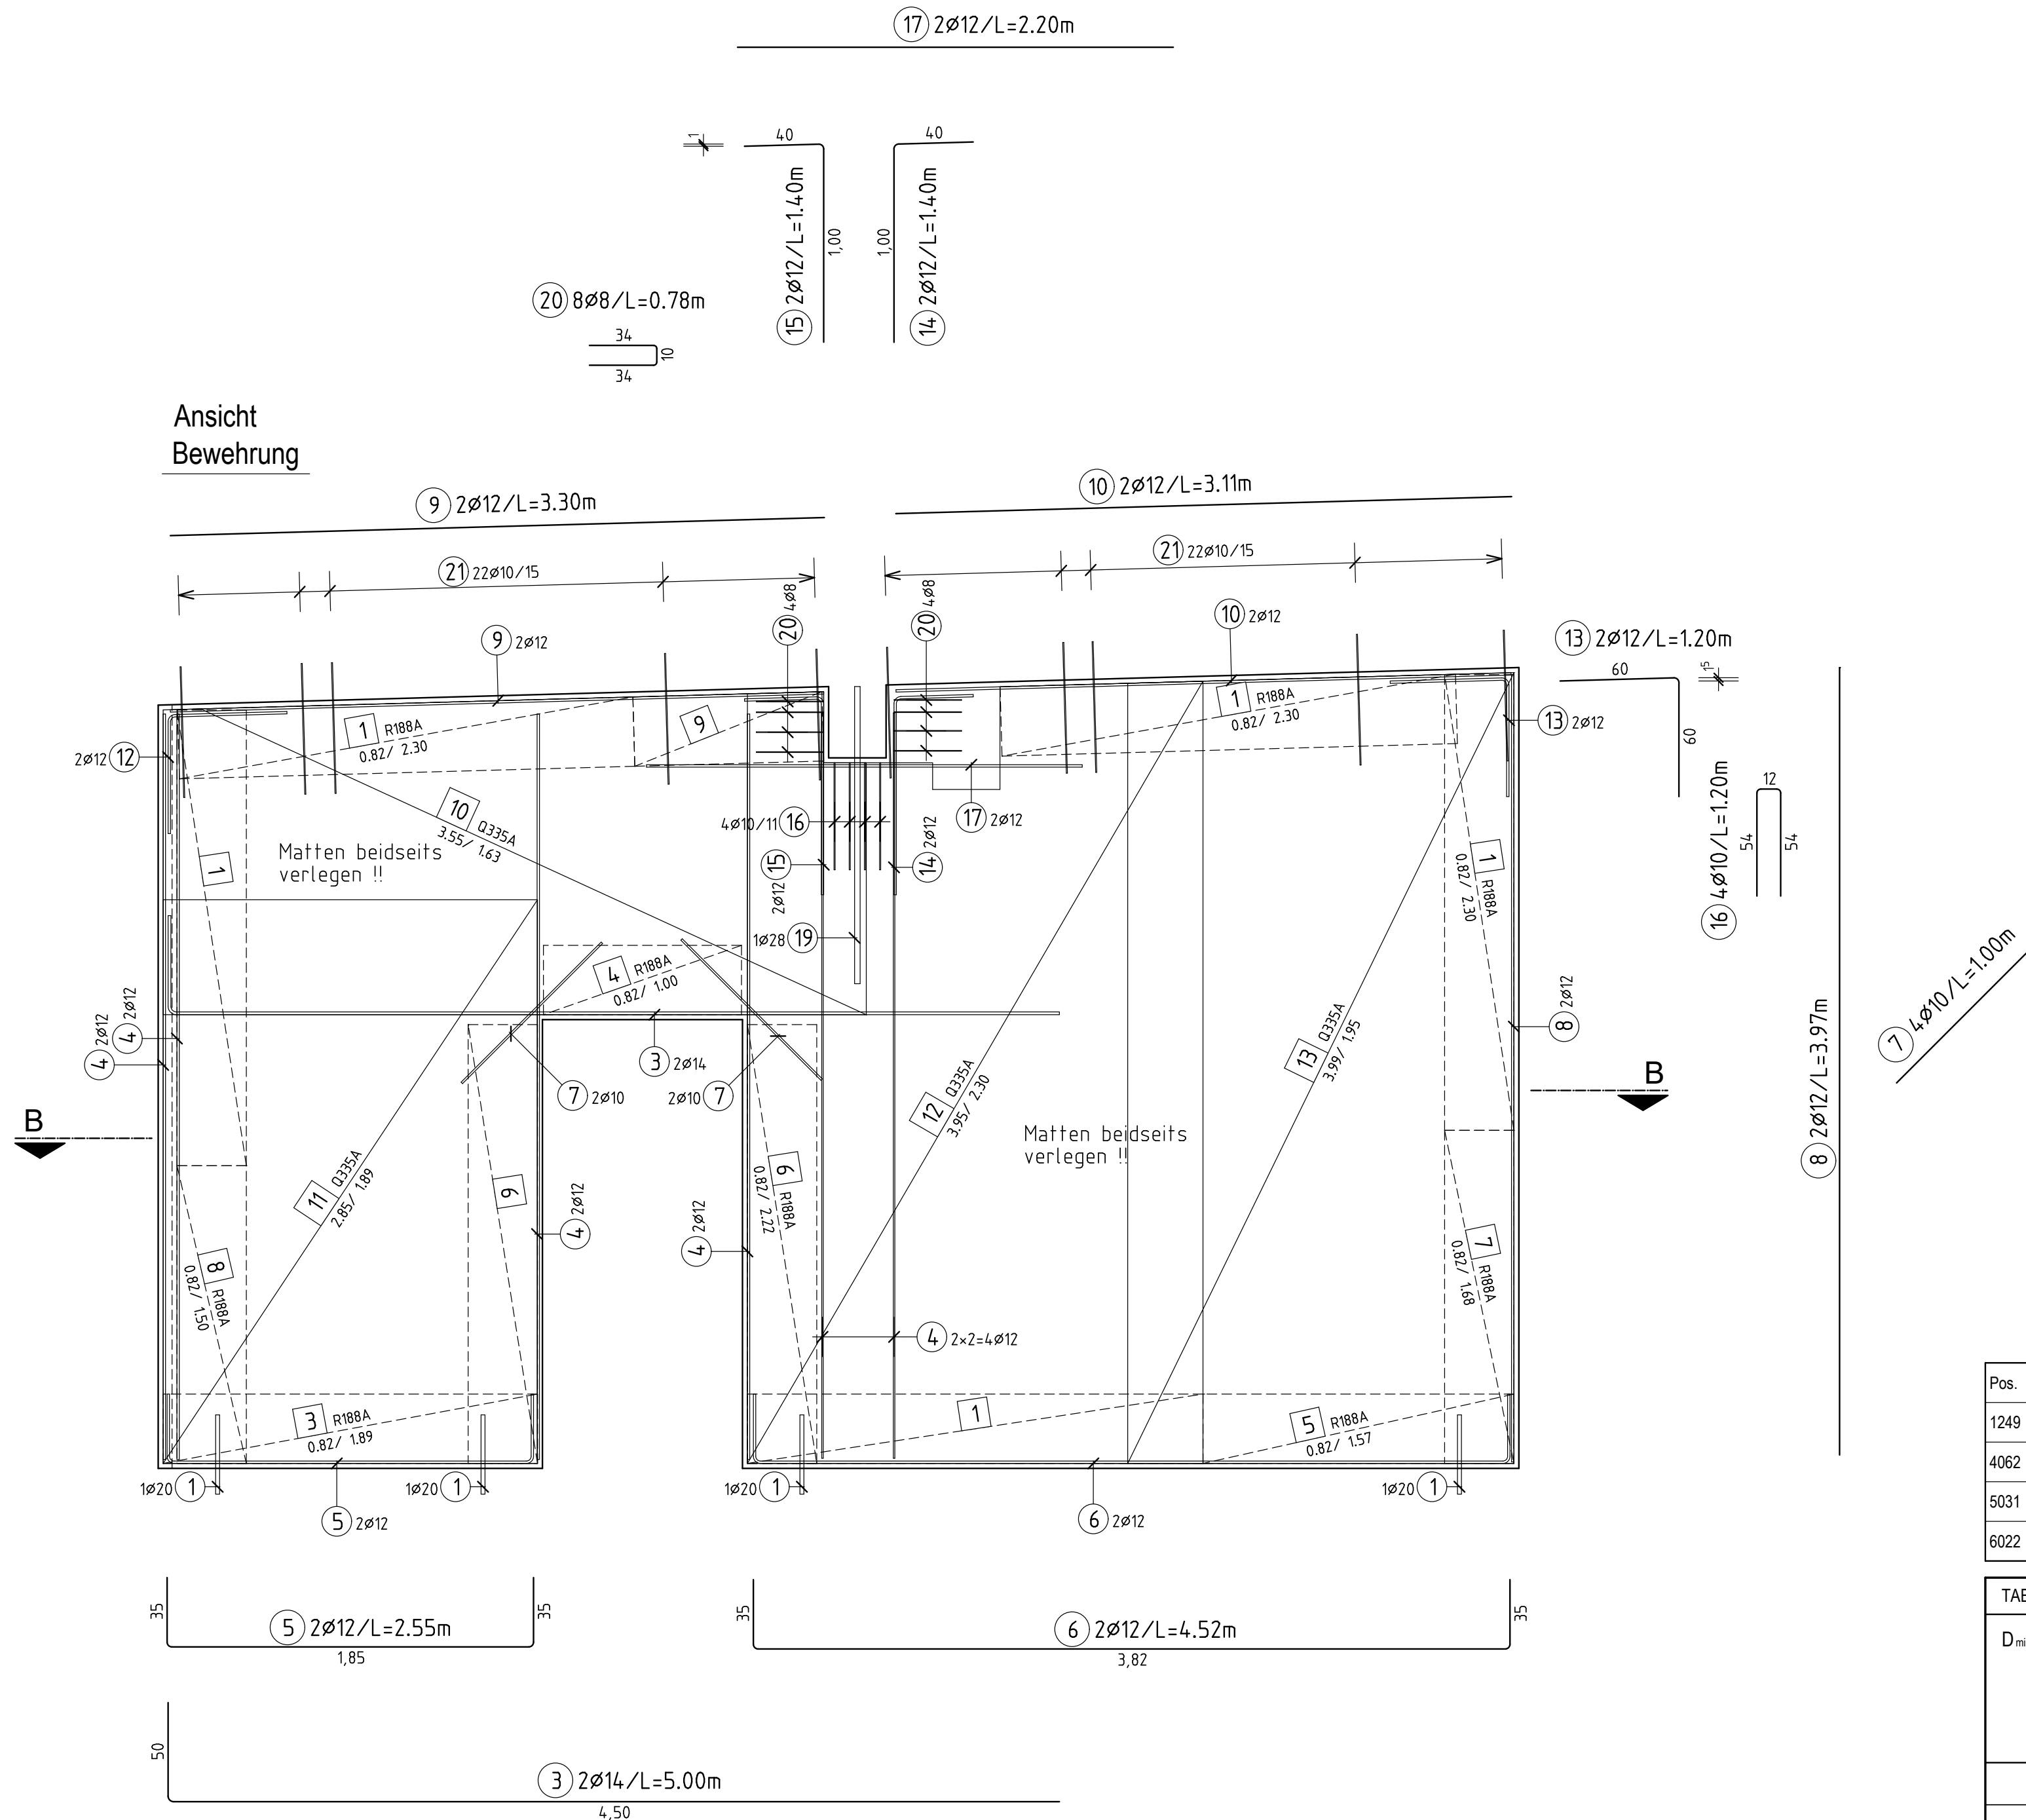 17 2ø12/L=2.20m
1
40
40
15 2ø12/L=1.40m
1,00
1,00
14 2ø12/L=1.40m
20 8ø8/L=0.78m
34
10
34
Ansicht
Bewehrung
9 2ø12/L=3.30m
10 2ø12/L=3.11m
21 22ø10/15
21 22ø10/15
20 4ø8
20 4ø8
9 2ø12
10 2ø12
13 2ø12/L=1.20m
60
15
60
13 2ø12
2ø12 12
1 R188A
0.82/ 2.30
9
1 R188A
0.82/ 2.30
10 Q335A
3.55/ 1.63
4ø10/11 16
17 2ø12
15 2ø12
14 2ø12
Matten beidseits
verlegen !!
1
1 R188A
0.82/ 2.30
16 4ø10/L=1.20m
12
54
54
1ø28 19
4 R188A
0.82/ 1.00
4 2ø12
4 2ø12
3 2ø14
7 2ø10
2ø10 7
8 2ø12
8 2ø12/L=3.97m
7 4ø10/L=1.00m
B
B
12 Q335A
3.95/ 2.30
13 Q335A
3.99/ 1.95
Matten beidseits
verlegen !!
11 Q335A
2.85/ 1.89
6
6 R188A
0.82/ 2.22
4 2ø12
4 2ø12
8 R188A
0.82/ 1.50
7 R188A
0.82/ 1.68
4 2×2=4ø12
3 R188A
0.82/ 1.89
1
5 R188A
0.82/ 1.57
1ø20 1
1ø20 1
1ø20 1
1ø20 1
5 2ø12
6 2ø12
Pos.
1249
4062
5031
6022
35
5 2ø12/L=2.55m
35
1,85
35
6 2ø12/L=4.52m
35
3,82
50
3 2ø14/L=5.00m
4,50